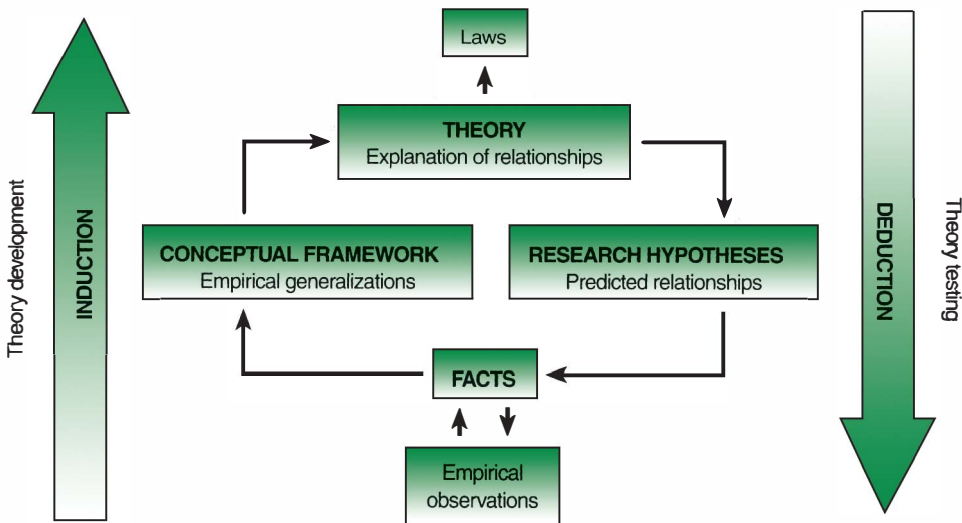 Laws
THEORY
Explanation of relationships
CONCEPTUAL FRAMEWORK
Empirical generalizations
RESEARCH HYPOTHESES
Predicted relationships
FACTS
Empirical
observations
Theory development
INDUCTION
DEDUCTION
Theory testing